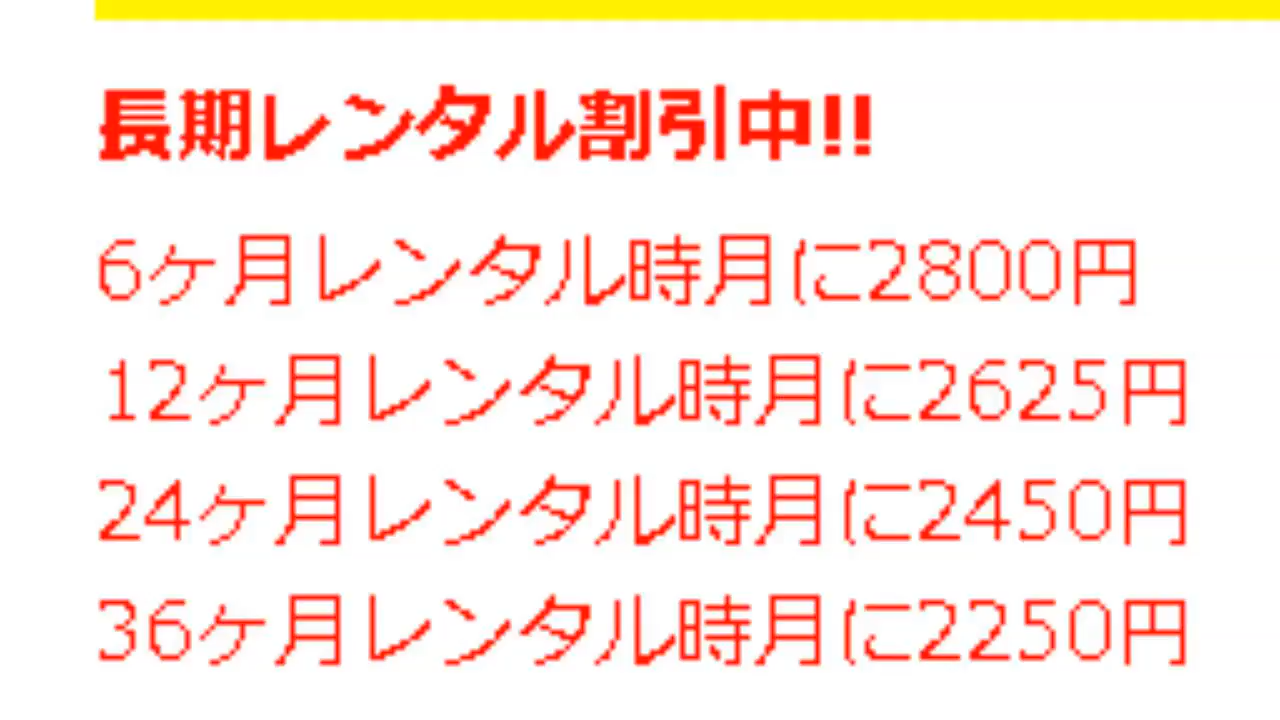 長期レンタル割引中!!
6ヶ月レンタル時月に2800円
12ヶ月レンタル時月に2625円
24ヶ月レンタル時月に2450円
36ヶ月レンタル時月に2250円